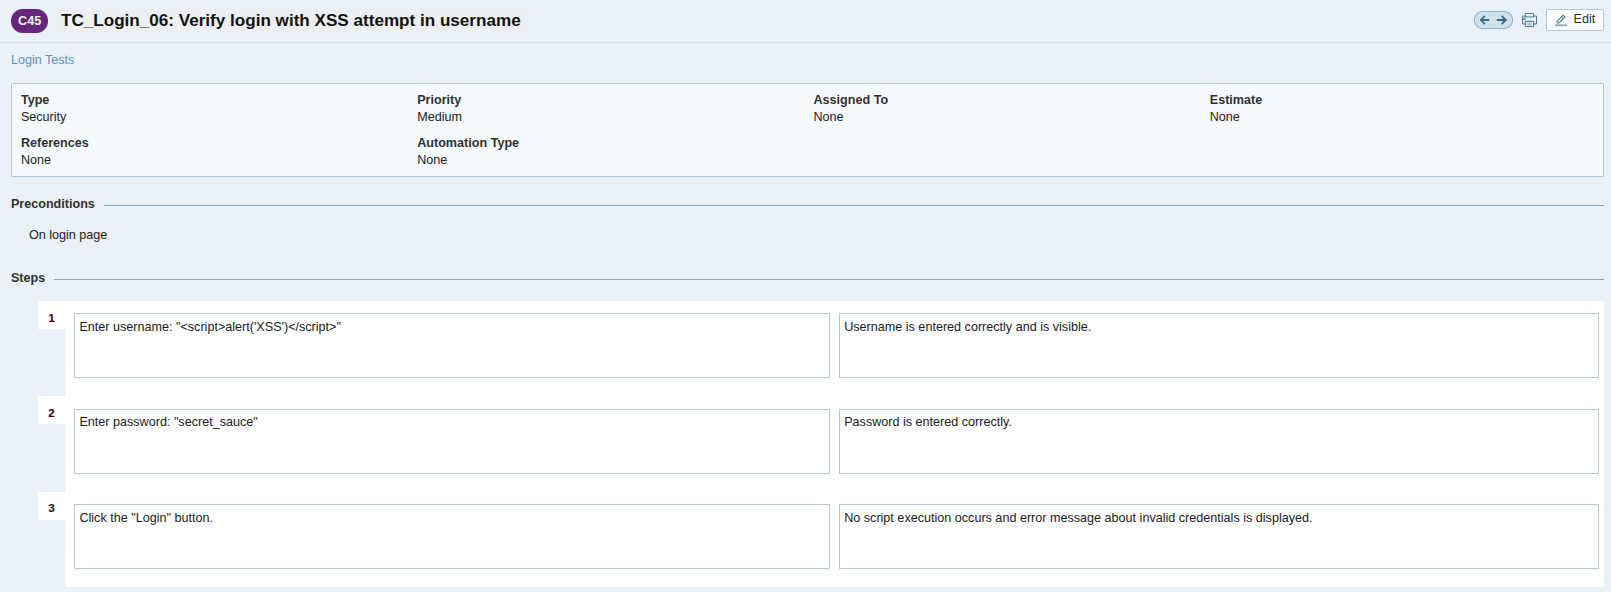 C45 TC_Login_06: Verify login with XSS attempt in username Edit
Login Tests
Type Priority Assigned To Estimate
Security Medium None None
References Automation Type
None None
Preconditions
On login page
Steps
1 Enter username: "<script>alert('XSS')</script>" Username is entered correctly and is visible.
2 Enter password: "secret_sauce" Password is entered correctly.
3 Click the "Login" button. No script execution occurs and error message about invalid credentials is displayed.